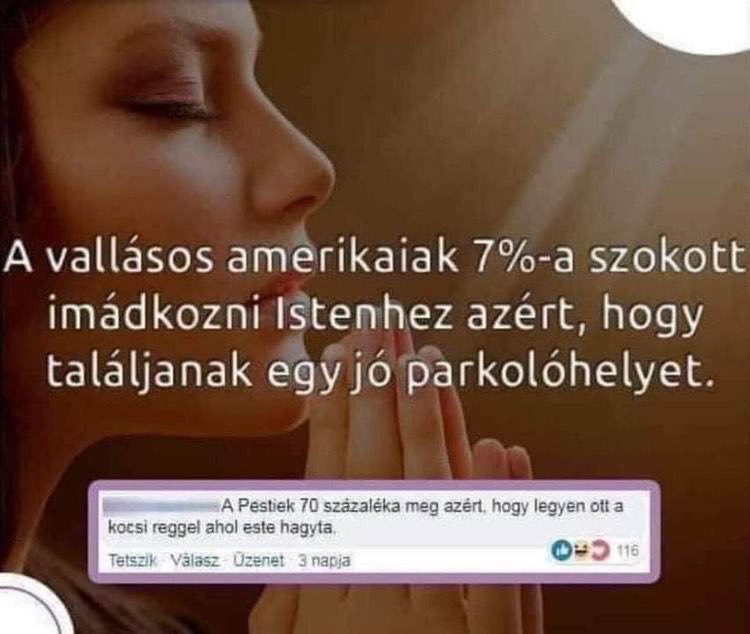 A vallásos amerikaiak 7%-a szokott
imádkozni Istenhez azért, hogy
találjanak egy jó parkolóhelyet.
A Pestiek 70 százaléka meg azért, hogy legyen ott a
kocsi reggel ahol este hagyta.
Tetszik · Válasz · Üzenet · 3 napja
116